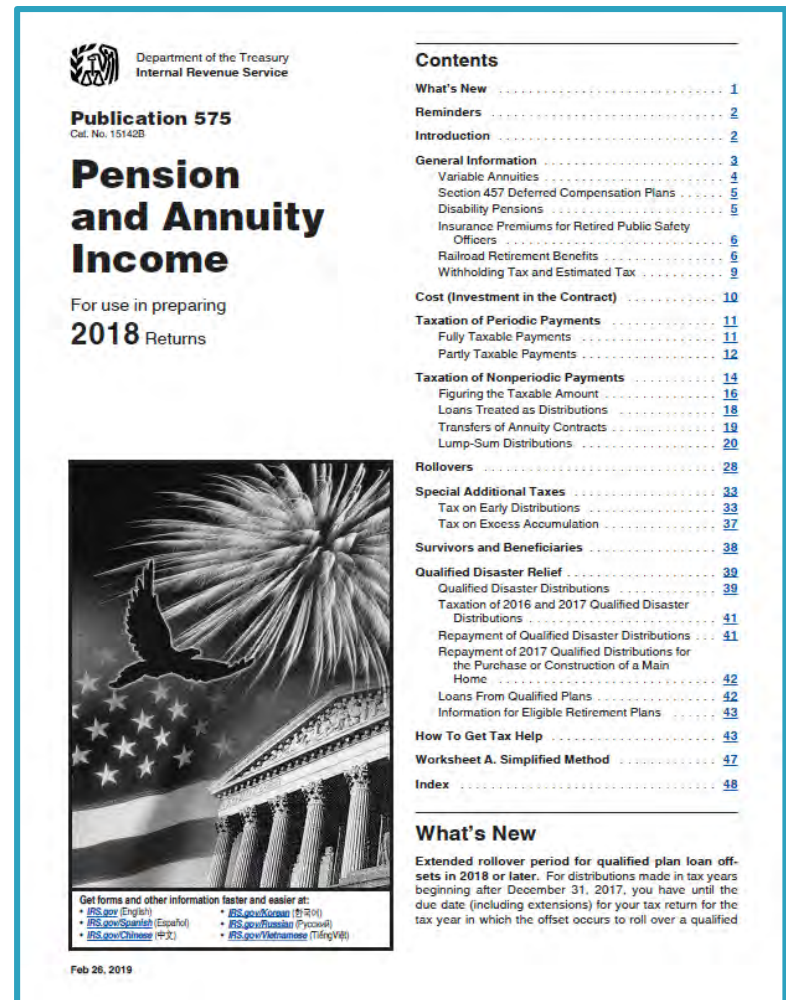 Department of the Treasury
Internal Revenue Service
Publication 575
Cat. No. 15142B
Pension
and Annuity
Income
For use in preparing
2018 Returns
Get forms and other information faster and easier at:
• IRS.gov (English)
• IRS.gov/Spanish (Español)
• IRS.gov/Chinese (中文)
• IRS.gov/Korean (한국어)
• IRS.gov/Russian (Pусский)
• IRS.gov/Vietnamese (TiếngViệt)
Feb 26, 2019
Contents
What's New . . . . . . . . . . . . . . . . . . . . . . . . . . . . . . 1
Reminders . . . . . . . . . . . . . . . . . . . . . . . . . . . . . . 2
Introduction . . . . . . . . . . . . . . . . . . . . . . . . . . . . . 2
General Information . . . . . . . . . . . . . . . . . . . . . . . . 3
Variable Annuities . . . . . . . . . . . . . . . . . . . . . . . 4
Section 457 Deferred Compensation Plans . . . . . . 5
Disability Pensions . . . . . . . . . . . . . . . . . . . . . . . 5
Insurance Premiums for Retired Public Safety
Officers . . . . . . . . . . . . . . . . . . . . . . . . . . . . 6
Railroad Retirement Benefits . . . . . . . . . . . . . . . . 6
Withholding Tax and Estimated Tax . . . . . . . . . . . 9
Cost (Investment in the Contract) . . . . . . . . . . . . 10
Taxation of Periodic Payments . . . . . . . . . . . . . . 11
Fully Taxable Payments . . . . . . . . . . . . . . . . . . 11
Partly Taxable Payments . . . . . . . . . . . . . . . . . . 12
Taxation of Nonperiodic Payments . . . . . . . . . . . 14
Figuring the Taxable Amount . . . . . . . . . . . . . . . 16
Loans Treated as Distributions . . . . . . . . . . . . . 18
Transfers of Annuity Contracts . . . . . . . . . . . . . . 19
Lump-Sum Distributions . . . . . . . . . . . . . . . . . . 20
Rollovers . . . . . . . . . . . . . . . . . . . . . . . . . . . . . . 28
Special Additional Taxes . . . . . . . . . . . . . . . . . . . 33
Tax on Early Distributions . . . . . . . . . . . . . . . . . 33
Tax on Excess Accumulation . . . . . . . . . . . . . . . 37
Survivors and Beneficiaries . . . . . . . . . . . . . . . . . 38
Qualified Disaster Relief . . . . . . . . . . . . . . . . . . . . 39
Qualified Disaster Distributions . . . . . . . . . . . . . 39
Taxation of 2016 and 2017 Qualified Disaster
Distributions . . . . . . . . . . . . . . . . . . . . . . . . . 41
Repayment of Qualified Disaster Distributions . . . 41
Repayment of 2017 Qualified Distributions for
the Purchase or Construction of a Main
Home . . . . . . . . . . . . . . . . . . . . . . . . . . . . . 42
Loans From Qualified Plans . . . . . . . . . . . . . . . . 42
Information for Eligible Retirement Plans . . . . . . 43
How To Get Tax Help . . . . . . . . . . . . . . . . . . . . . . 43
Worksheet A. Simplified Method . . . . . . . . . . . . . 47
Index . . . . . . . . . . . . . . . . . . . . . . . . . . . . . . . . . 48
What's New
Extended rollover period for qualified plan loan off-
sets in 2018 or later. For distributions made in tax years
beginning after December 31, 2017, you have until the
due date (including extensions) for your tax return for the
tax year in which the offset occurs to roll over a qualified